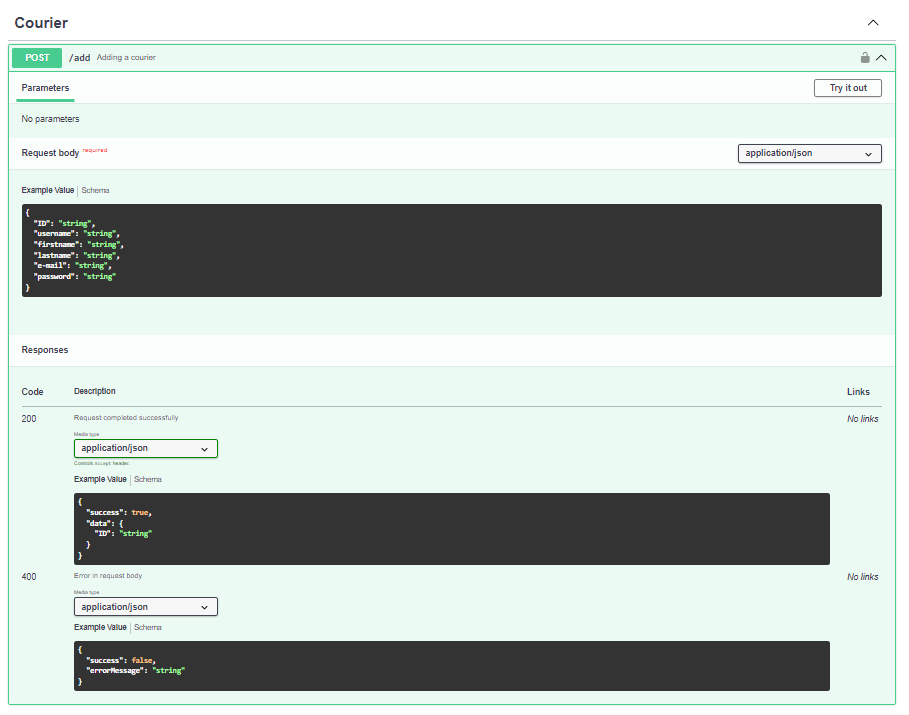 Courier
POST /add Adding a courier
Parameters Try it out
No parameters
Request body required application/json
Example Value | Schema
{
"ID": "string",
"username": "string",
"firstname": "string",
"lastname": "string",
"e-mail": "string",
"password": "string"
}
Responses
Code Description Links
200 Request completed successfully No links
Media type
application/json
Controls accept header.
Example Value | Schema
{
"success": true,
"data": {
"ID": "string"
}
}
400 Error in request body No links
Media type
application/json
Example Value | Schema
{
"success": false,
"errorMessage": "string"
}